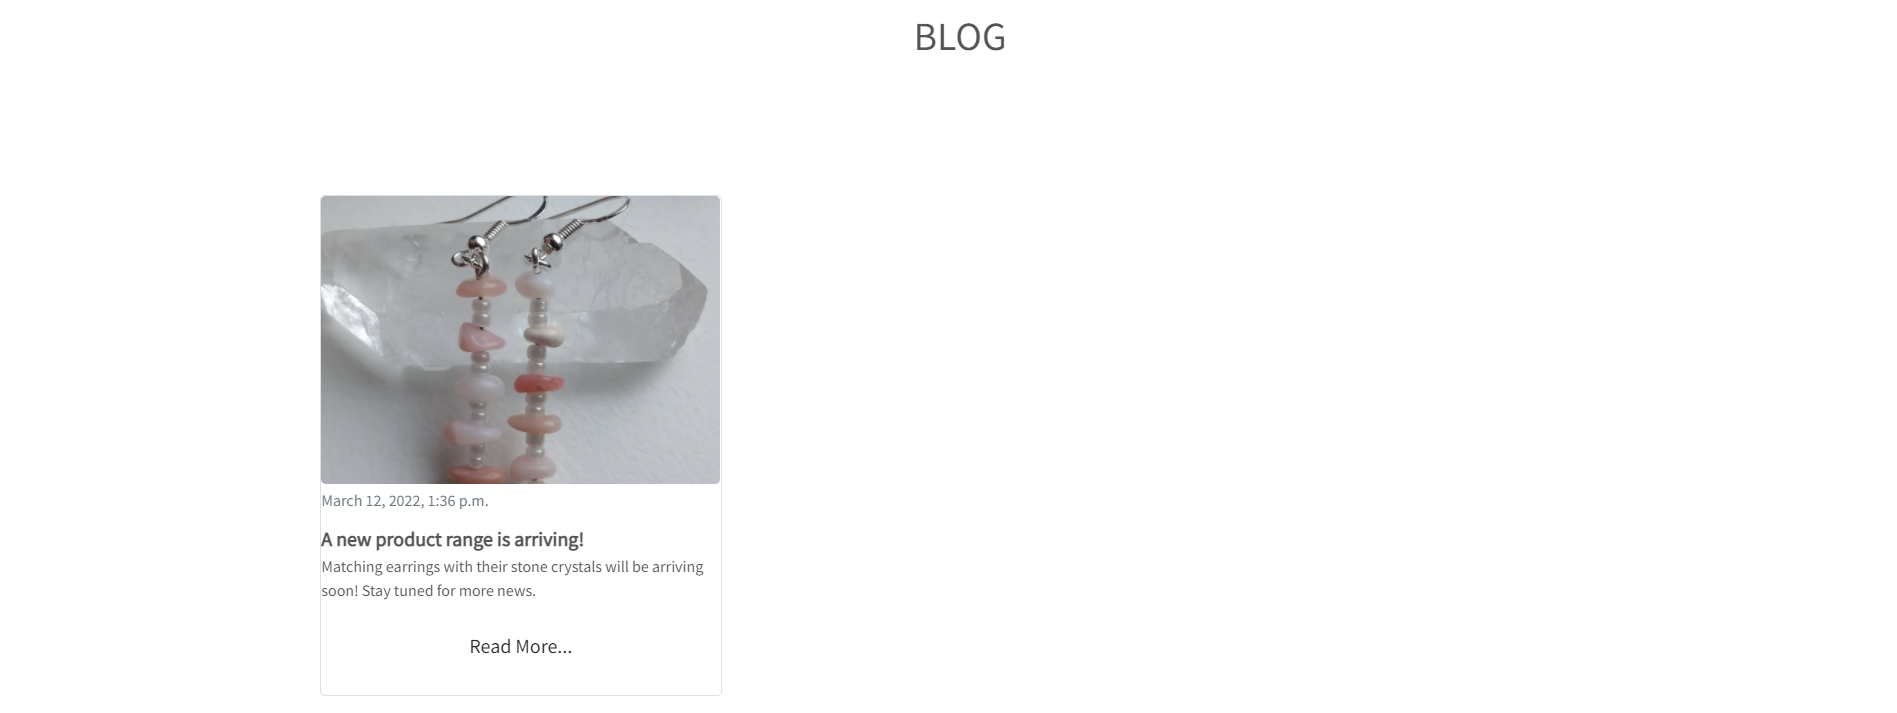 BLOG
March 12, 2022, 1:36 p.m.
A new product range is arriving!
Matching earrings with their stone crystals will be arriving
soon! Stay tuned for more news.
Read More...